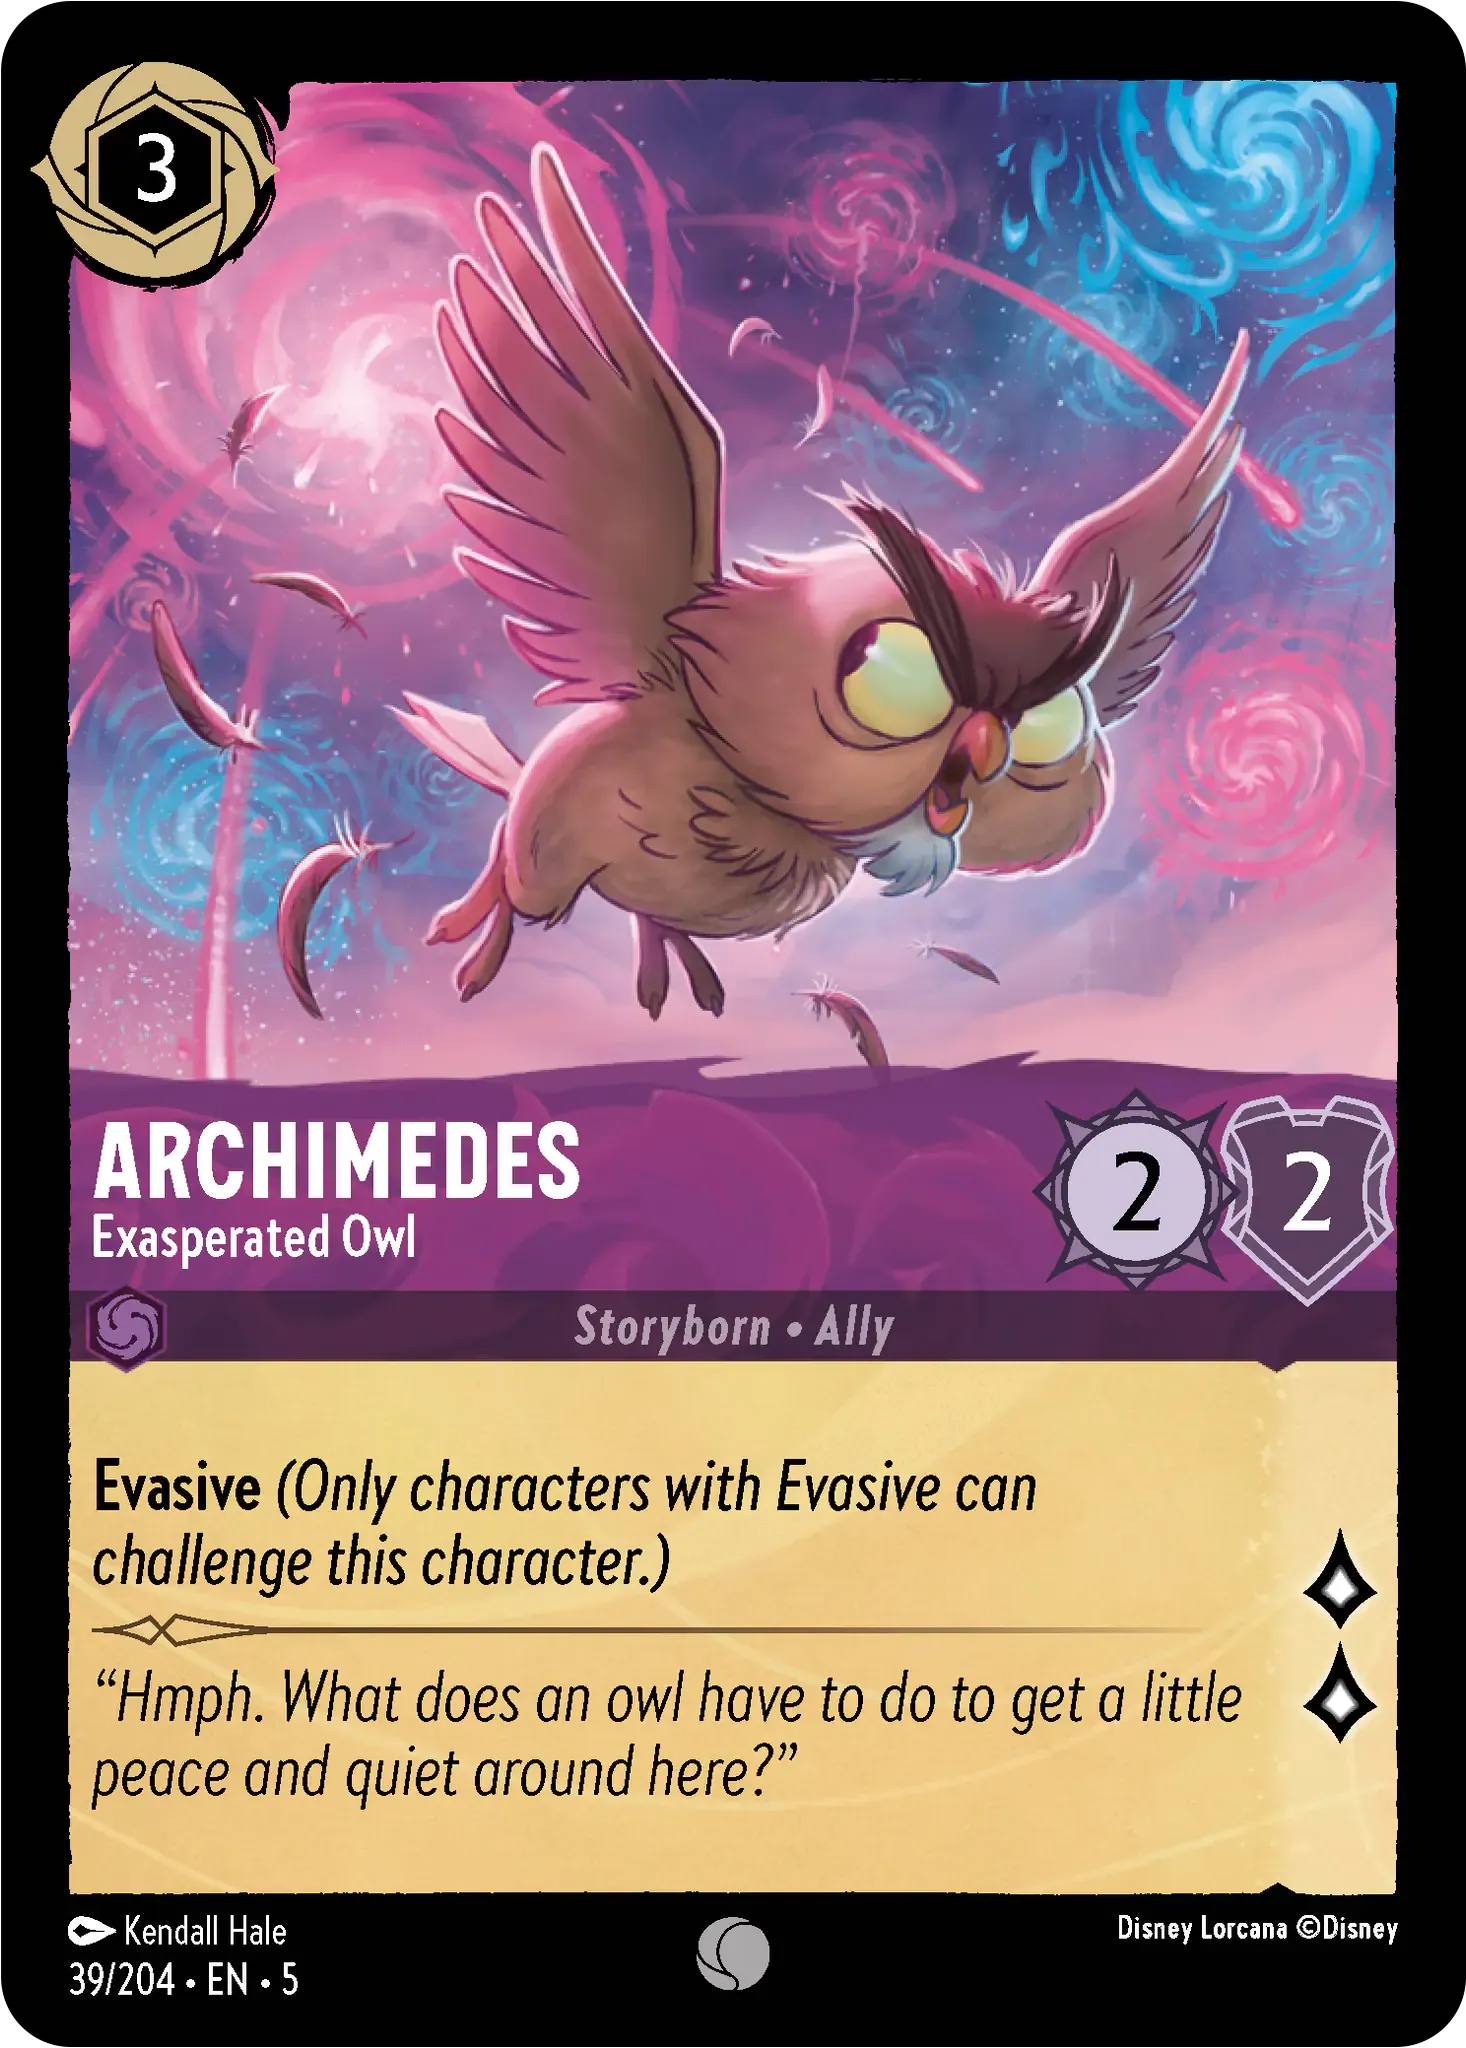 3
ARCHIMEDES
Exasperated Owl
2
2
Storyborn • Ally
Evasive (Only characters with Evasive can
challenge this character.)
“Hmph. What does an owl have to do to get a little
peace and quiet around here?”
Kendall Hale
Disney Lorcana ©Disney
39/204 • EN • 5